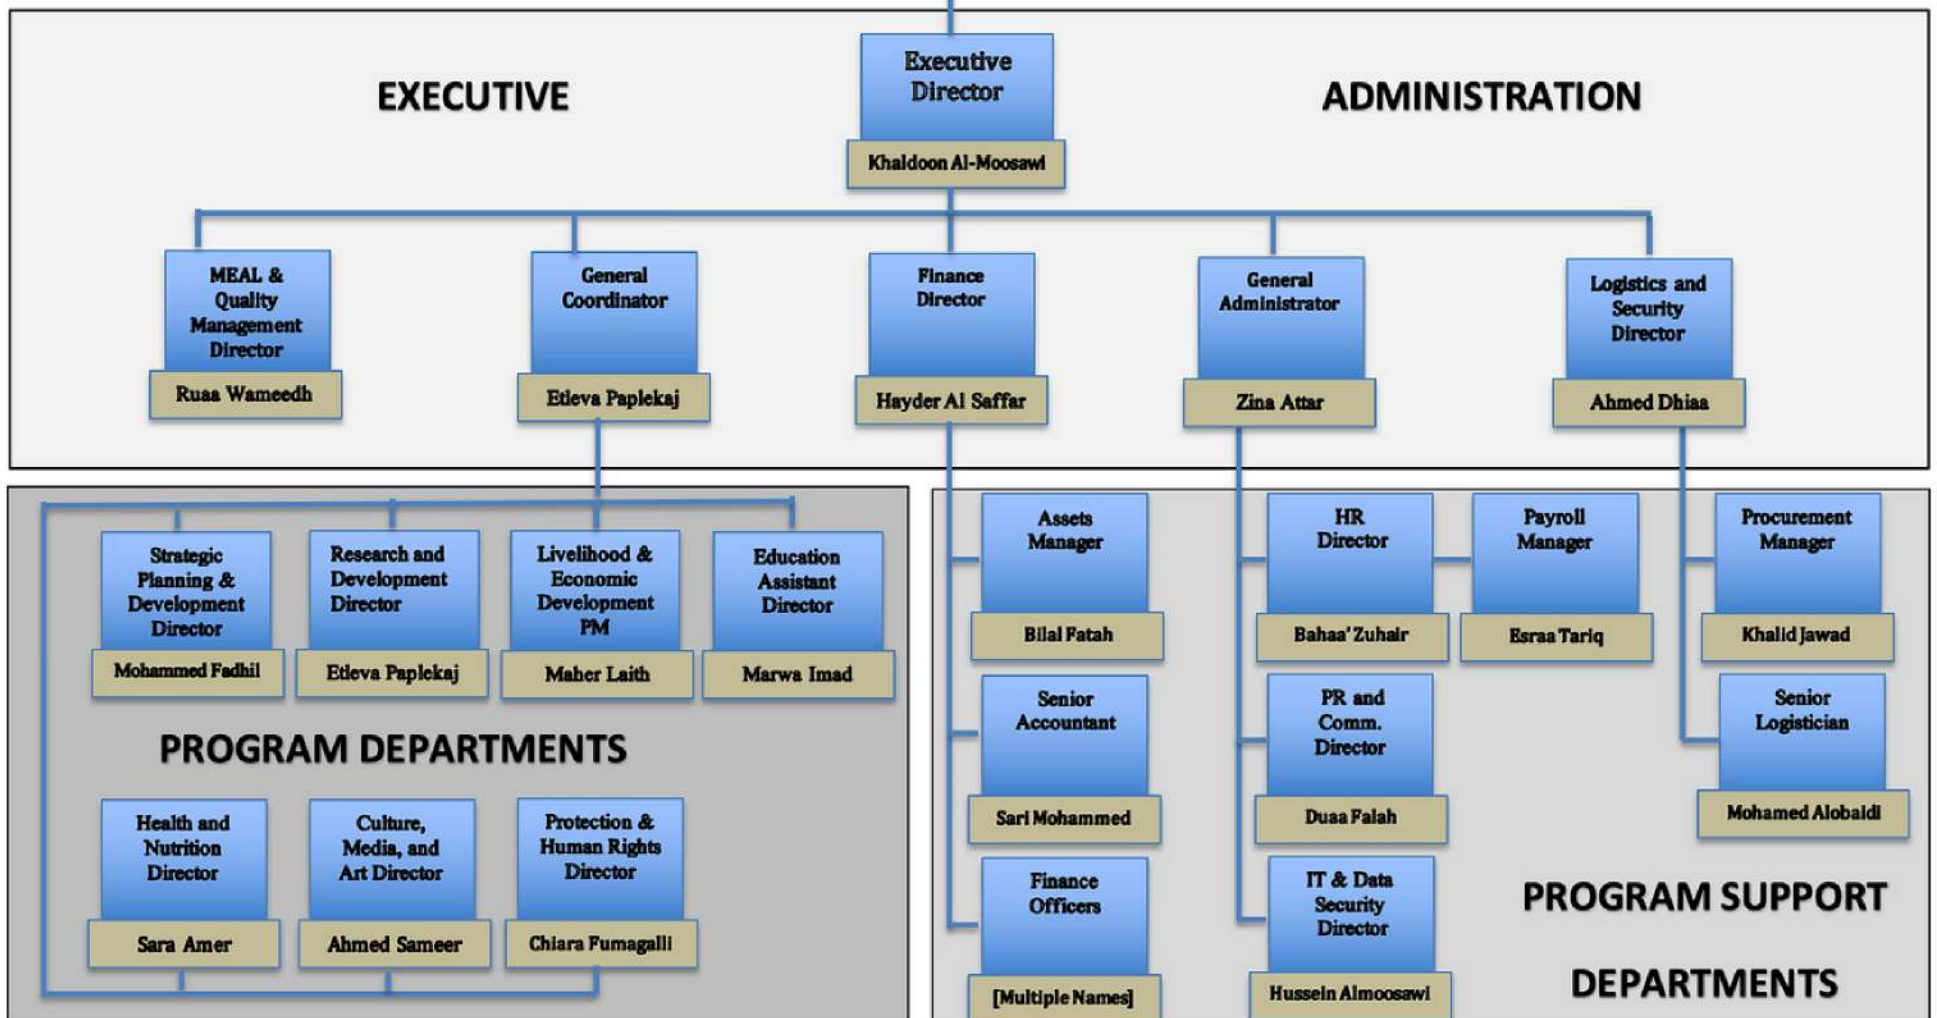 EXECUTIVE
ADMINISTRATION
Executive
Director
Khaldoon Al-Moosawi
MEAL &
Quality
Management
Director
Ruaa Wameedh
General
Coordinator
Etleva Paplekaj
Finance
Director
Hayder Al Saffar
General
Administrator
Zina Attar
Logistics and
Security
Director
Ahmed Dhiaa
Strategic
Planning &
Development
Director
Mohammed Fadhil
Research and
Development
Director
Etleva Paplekaj
Livelihood &
Economic
Development
PM
Maher Laith
Education
Assistant
Director
Marwa Imad
PROGRAM DEPARTMENTS
Health and
Nutrition
Director
Sara Amer
Culture,
Media, and
Art Director
Ahmed Sameer
Protection &
Human Rights
Director
Chiara Fumagalli
Assets
Manager
Bilal Fatah
HR
Director
Bahaa' Zuhair
Payroll
Manager
Esraa Tariq
Procurement
Manager
Khalid Jawad
Senior
Accountant
Sari Mohammed
PR and
Comm.
Director
Duaa Falah
Senior
Logistician
Mohamed Alobaidi
Finance
Officers
[Multiple Names]
IT & Data
Security
Director
Hussein Almoosawi
PROGRAM SUPPORT
DEPARTMENTS